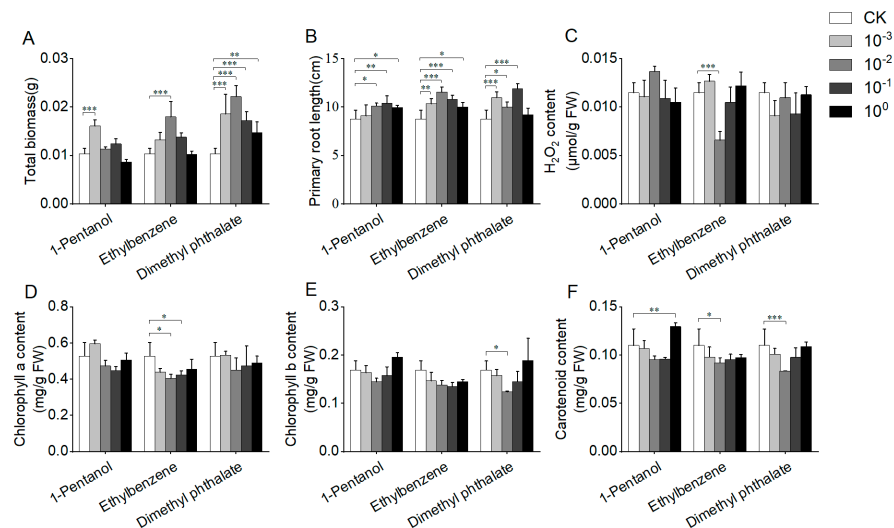 CK
10⁻³
10⁻²
10⁻¹
10⁰
A
Total biomass(g)
0.03
0.02
0.01
0.00
***
***
**
***
***
***
1-Pentanol
Ethylbenzene
Dimethyl phthalate
B
Primary root length(cm)
15
10
5
0
*
**
*
*
***
***
**
***
*
***
1-Pentanol
Ethylbenzene
Dimethyl phthalate
C
H₂O₂ content
(μmol/g FW)
0.015
0.010
0.005
0.000
***
1-Pentanol
Ethylbenzene
Dimethyl phthalate
D
Chlorophyll a content
(mg/g FW)
0.8
0.6
0.4
0.2
0.0
*
*
1-Pentanol
Ethylbenzene
Dimethyl phthalate
E
Chlorophyll b content
(mg/g FW)
0.3
0.2
0.1
0.0
*
1-Pentanol
Ethylbenzene
Dimethyl phthalate
F
Carotenoid content
(mg/g FW)
0.15
0.10
0.05
0.00
**
*
***
1-Pentanol
Ethylbenzene
Dimethyl phthalate